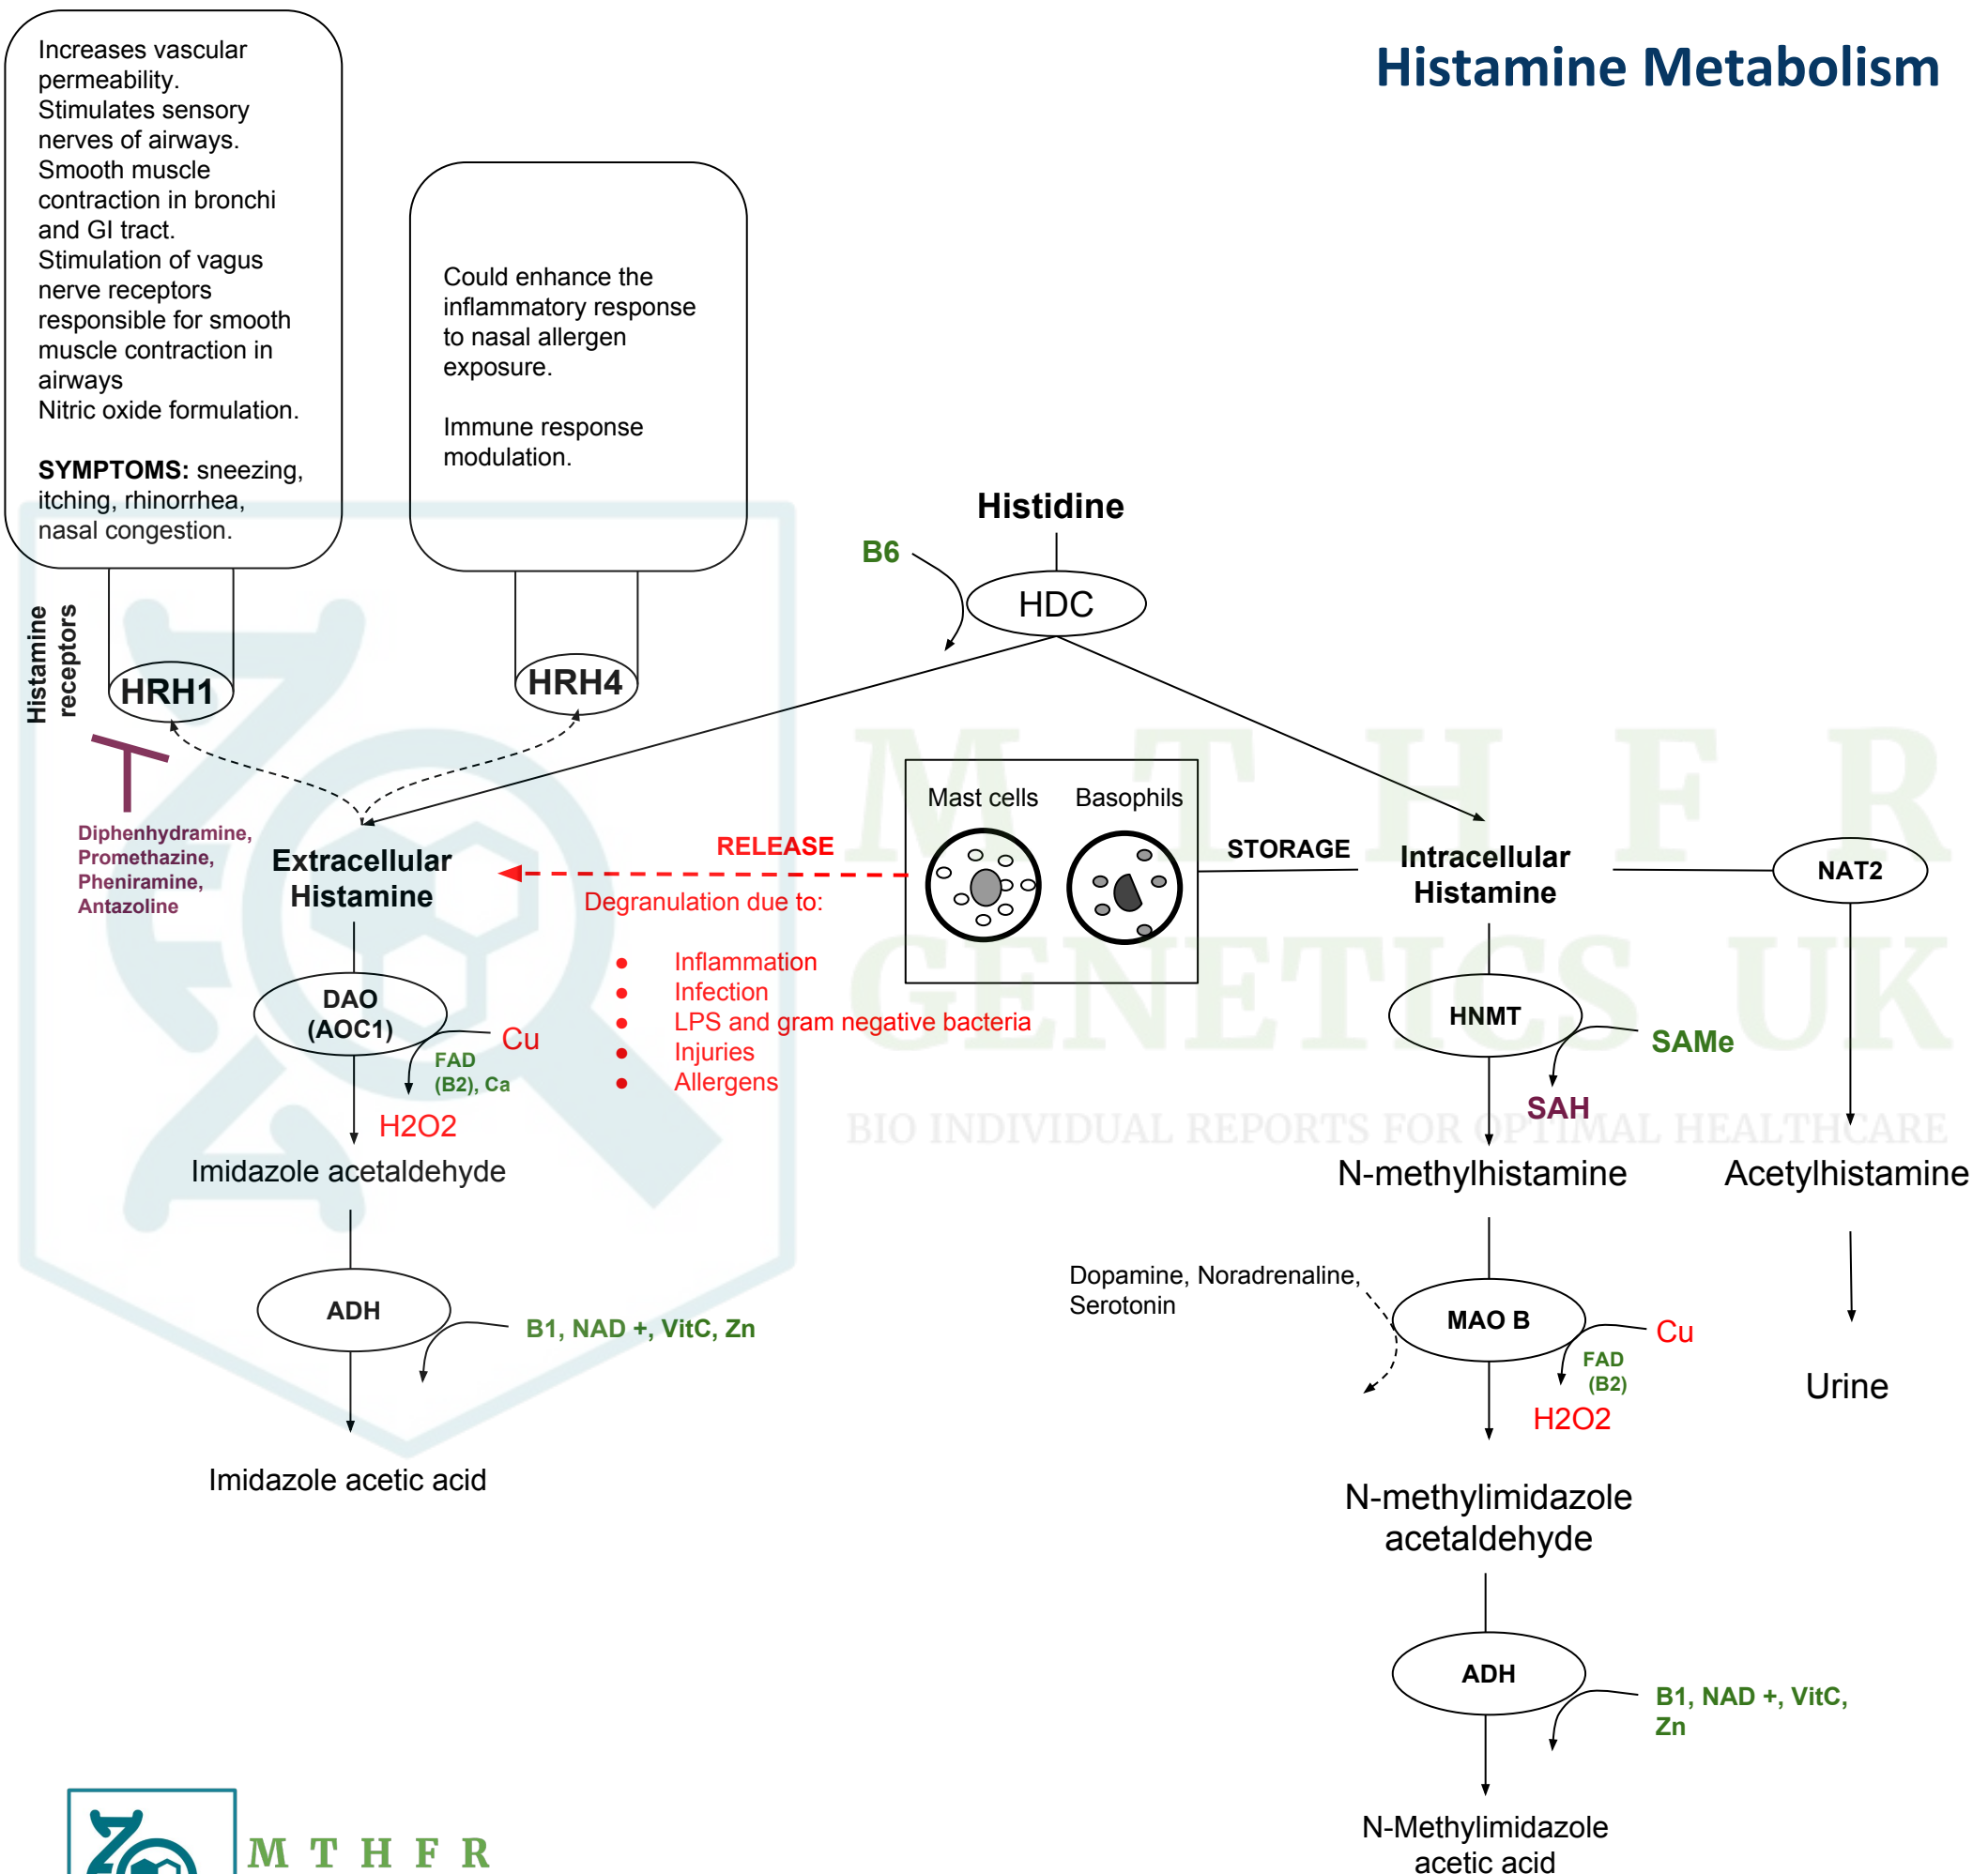 Histamine Metabolism
Increases vascular
permeability.
Stimulates sensory
nerves of airways.
Smooth muscle
contraction in bronchi
and GI tract.
Stimulation of vagus
nerve receptors
responsible for smooth
muscle contraction in
airways
Nitric oxide formulation.
SYMPTOMS: sneezing,
itching, rhinorrhea,
nasal congestion.
Could enhance the
inflammatory response
to nasal allergen
exposure.
Immune response
modulation.
Histamine
receptors
HRH1
HRH4
Diphenhydramine,
Promethazine,
Pheniramine,
Antazoline
Histidine
B6
HDC
Extracellular
Histamine
RELEASE
Degranulation due to:
● Inflammation
● Infection
● LPS and gram negative bacteria
● Injuries
● Allergens
Mast cells
Basophils
STORAGE
Intracellular
Histamine
NAT2
DAO
(AOC1)
Cu
FAD
(B2), Ca
H2O2
Imidazole acetaldehyde
ADH
B1, NAD +, VitC, Zn
Imidazole acetic acid
HNMT
SAMe
SAH
N-methylhistamine
Acetylhistamine
Urine
Dopamine, Noradrenaline,
Serotonin
MAO B
Cu
FAD
(B2)
H2O2
N-methylimidazole
acetaldehyde
ADH
B1, NAD +, VitC,
Zn
N-Methylimidazole
acetic acid
MTHFR
GENETICS UK
BIO INDIVIDUAL REPORTS FOR OPTIMAL HEALTHCARE
MTHFR